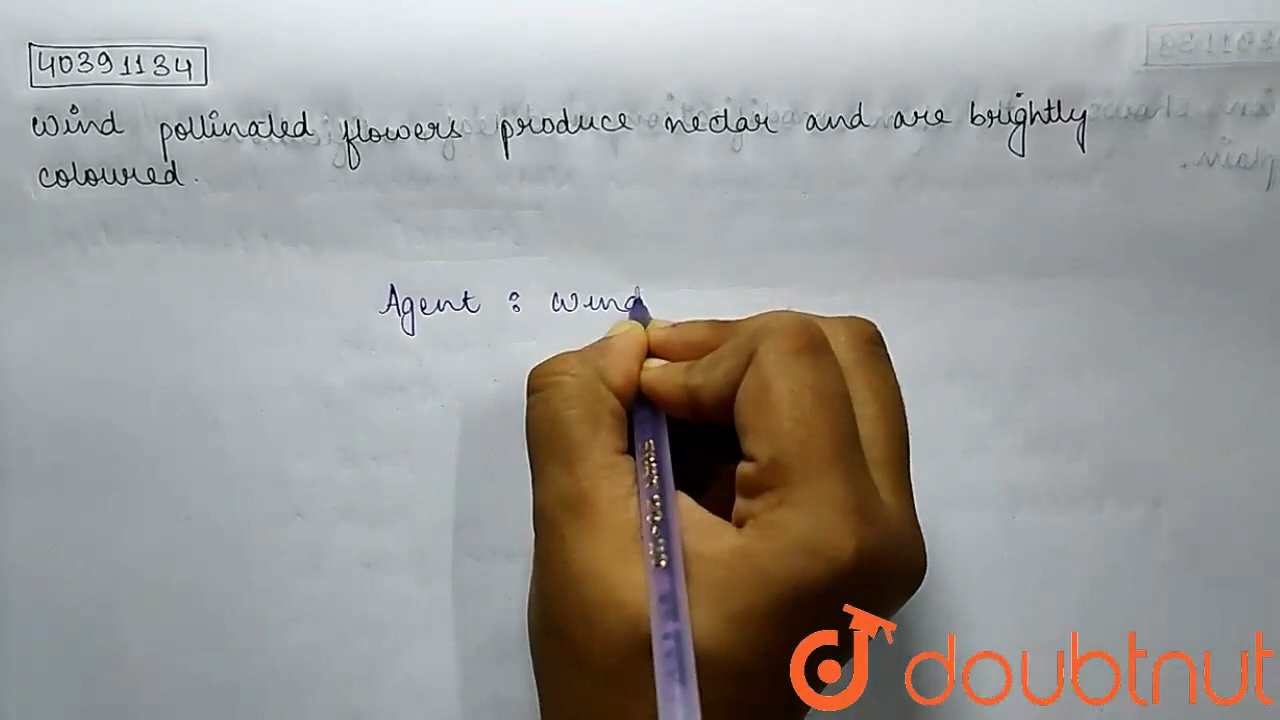 40391134
Wind pollinated flowers produce nectar and are brightly
coloured.
Agent : Wind
doubtnut